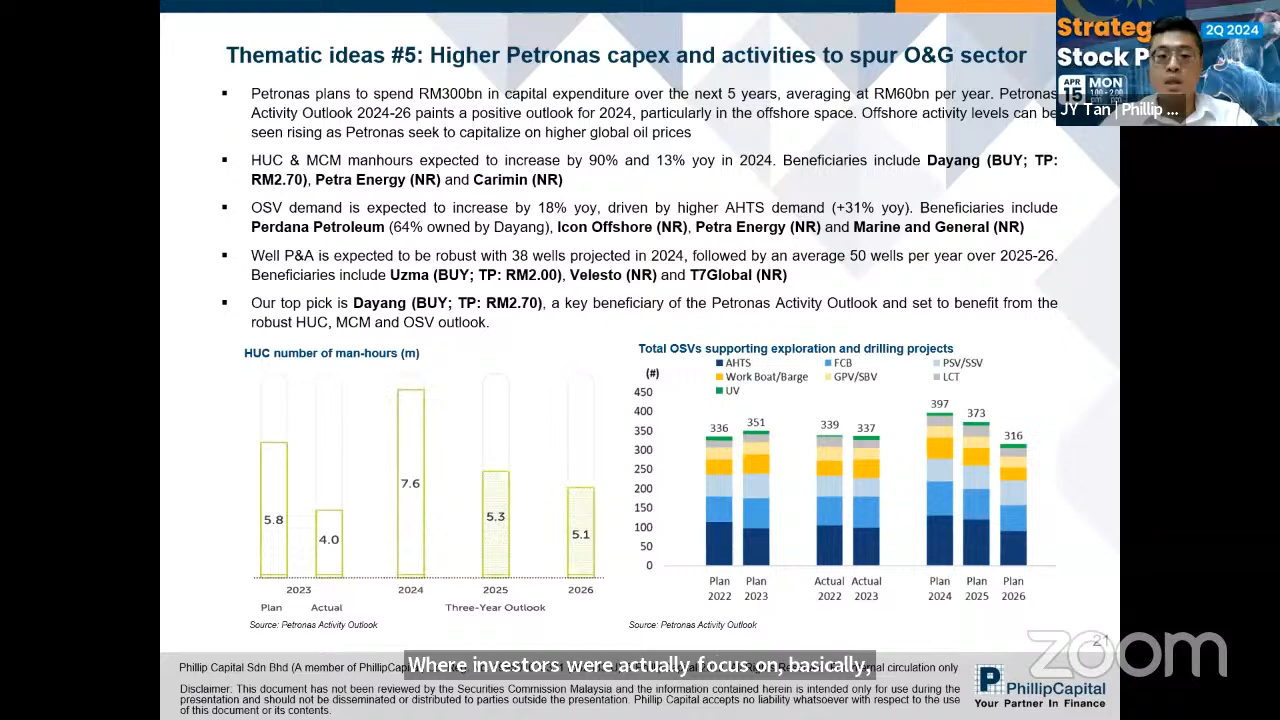 Thematic ideas #5: Higher Petronas capex and activities to spur O&G sector
Strateg
2Q 2024
Stock P
APR
15
MON
1:00 - 2:00
pm pm
JY Tan | Phillip ...
▪ Petronas plans to spend RM300bn in capital expenditure over the next 5 years, averaging at RM60bn per year. Petronas
Activity Outlook 2024-26 paints a positive outlook for 2024, particularly in the offshore space. Offshore activity levels can be
seen rising as Petronas seek to capitalize on higher global oil prices
▪ HUC & MCM manhours expected to increase by 90% and 13% yoy in 2024. Beneficiaries include Dayang (BUY; TP:
RM2.70), Petra Energy (NR) and Carimin (NR)
▪ OSV demand is expected to increase by 18% yoy, driven by higher AHTS demand (+31% yoy). Beneficiaries include
Perdana Petroleum (64% owned by Dayang), Icon Offshore (NR), Petra Energy (NR) and Marine and General (NR)
▪ Well P&A is expected to be robust with 38 wells projected in 2024, followed by an average 50 wells per year over 2025-26.
Beneficiaries include Uzma (BUY; TP: RM2.00), Velesto (NR) and T7Global (NR)
▪ Our top pick is Dayang (BUY; TP: RM2.70), a key beneficiary of the Petronas Activity Outlook and set to benefit from the
robust HUC, MCM and OSV outlook.
HUC number of man-hours (m)
5.8
4.0
7.6
5.3
5.1
2023 2024 2025 2026
Plan Actual Three-Year Outlook
Source: Petronas Activity Outlook
Total OSVs supporting exploration and drilling projects
AHTS FCB PSV/SSV
Work Boat/Barge GPV/SBV LCT
UV
(#)
450
400
350
300
250
200
150
100
50
0
336 351 339 337 397 373 316
Plan Plan Actual Actual Plan Plan Plan
2022 2023 2022 2023 2024 2025 2026
Source: Petronas Activity Outlook
21
zoom
Phillip Capital Sdn Bhd (A member of PhillipCap
ernal circulation only
Where investors were actually focus on, basically,
Disclaimer: This document has not been reviewed by the Securities Commission Malaysia and the information contained herein is intended only for use during the
presentation and should not be disseminated or distributed to parties outside the presentation. Phillip Capital accepts no liability whatsoever with respect to the use
of this document or its contents.
PhillipCapital
Your Partner In Finance